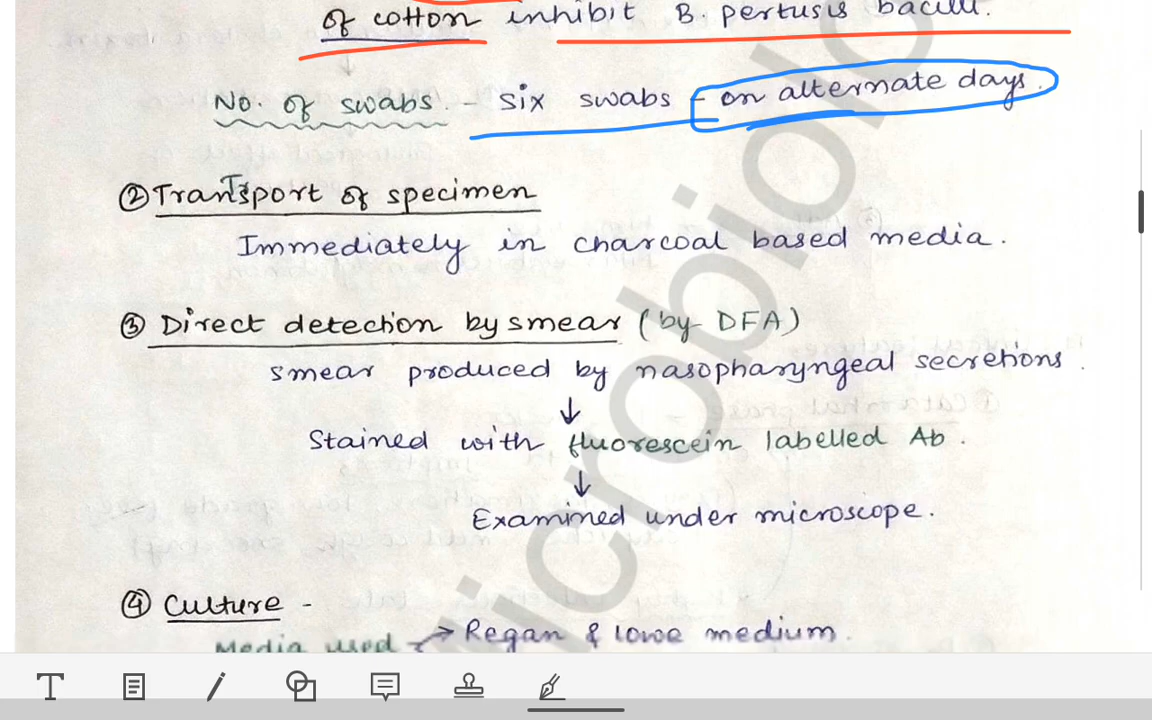 of cotton inhibit B. pertusis bacilli.
No. of swabs - six swabs - on alternate days.
② Transport of specimen
Immediately in charcoal based media.
③ Direct detection by smear (by DFA)
smear produced by nasopharyngeal secretions.
↓
Stained with fluorescein labelled Ab.
↓
Examined under microscope.
④ Culture -
Media used → Regan & lowe medium.